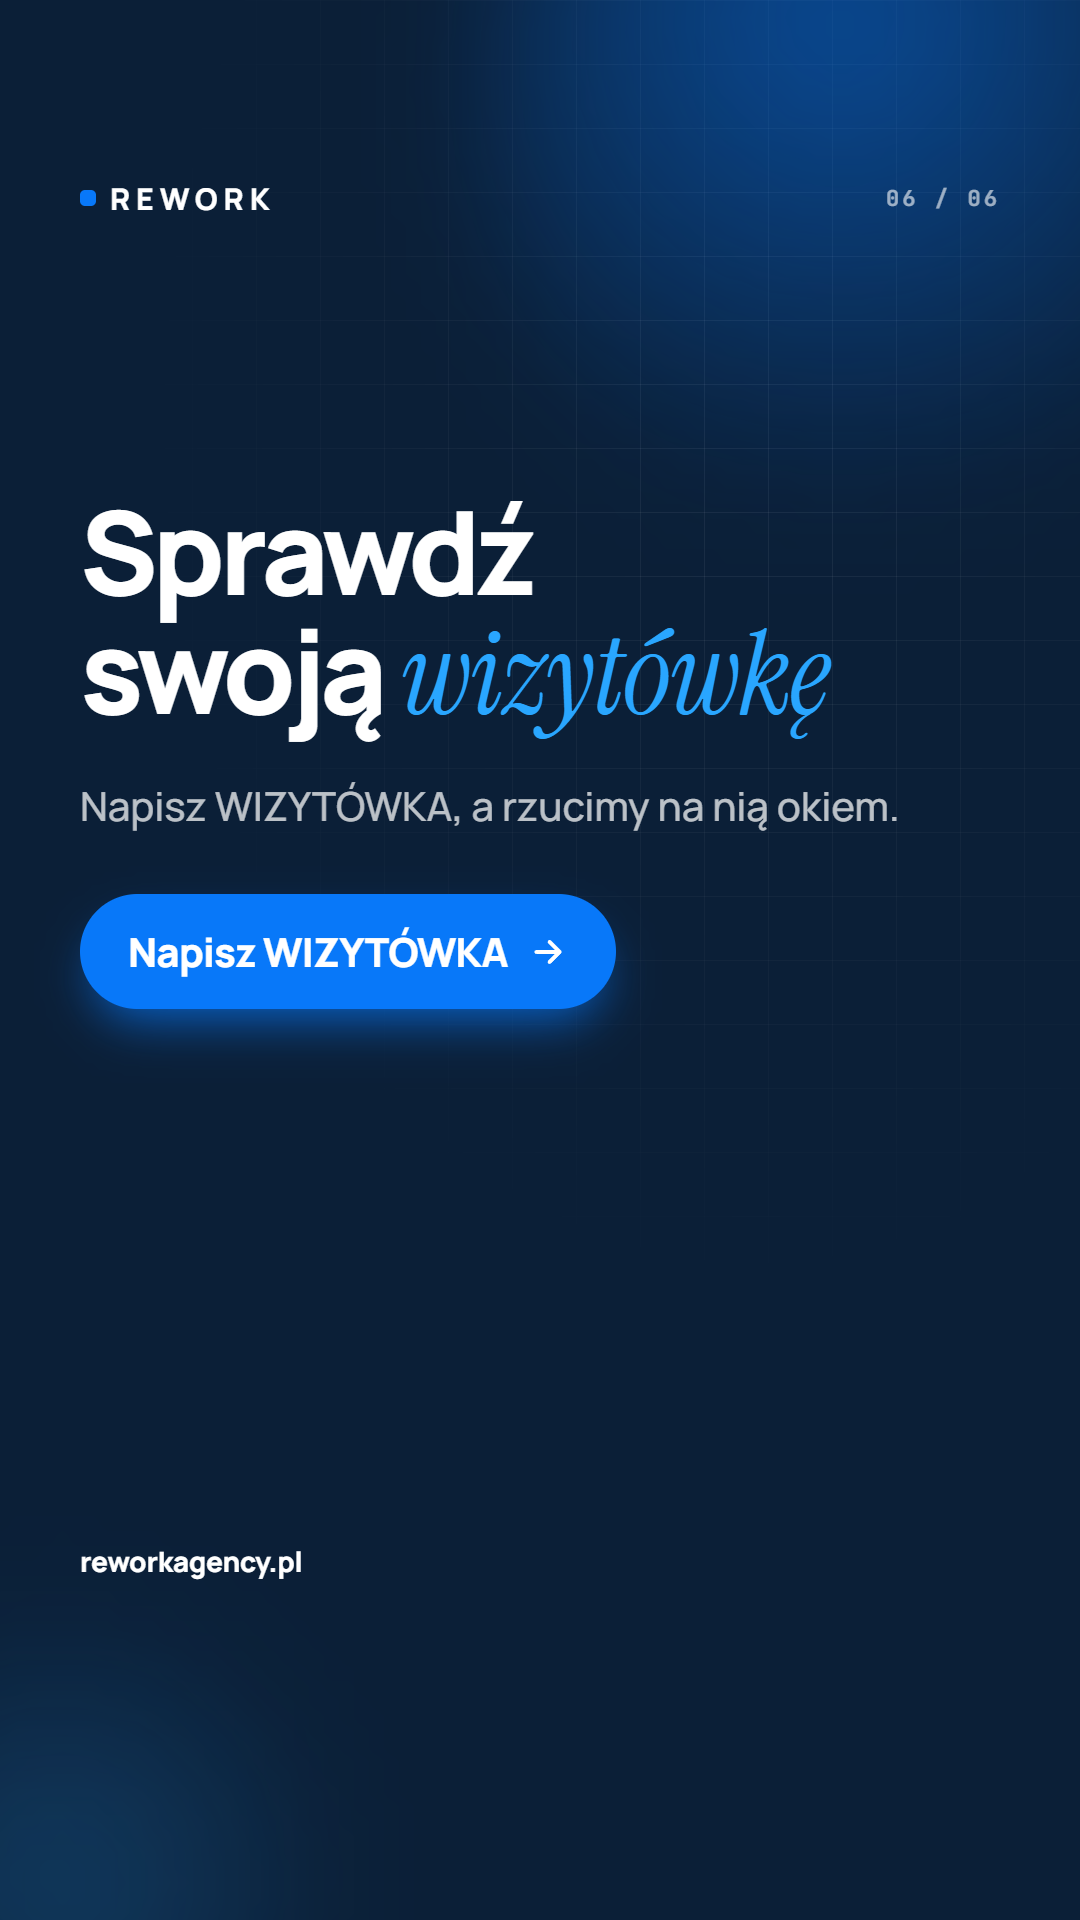 REWORK
06 / 06
Sprawdź
swoją wizytówkę
Napisz WIZYTÓWKA, a rzucimy na nią okiem.
Napisz WIZYTÓWKA →
reworkagency.pl